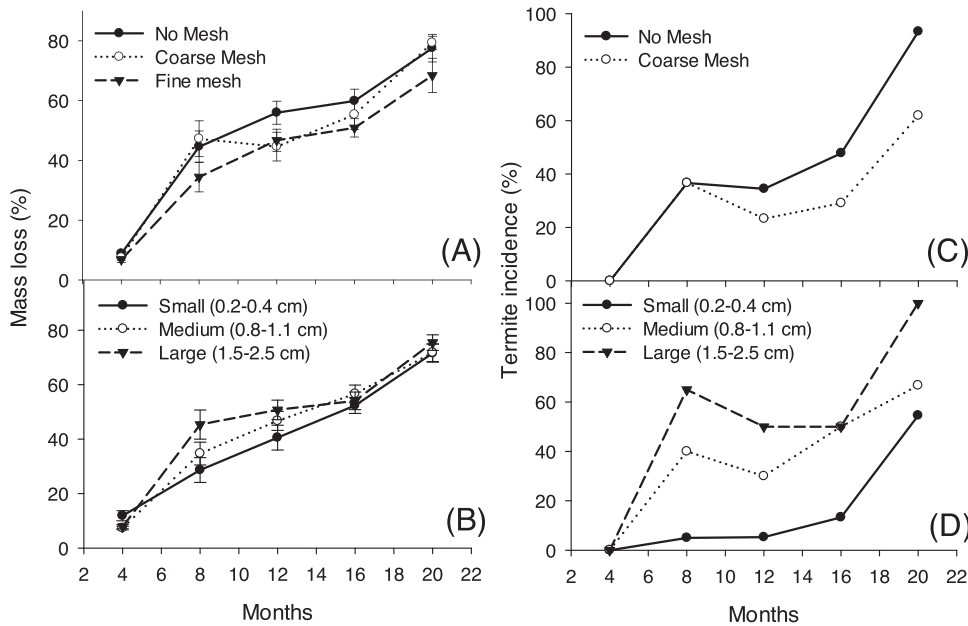 Mass loss (%)
80
60
40
20
0
No Mesh
Coarse Mesh
Fine mesh
(A)
80
60
40
20
0
Small (0.2-0.4 cm)
Medium (0.8-1.1 cm)
Large (1.5-2.5 cm)
(B)
2 4 6 8 10 12 14 16 18 20 22
Months
Termite incidence (%)
100
80
60
40
20
0
No Mesh
Coarse Mesh
(C)
100
80
60
40
20
0
Small (0.2-0.4 cm)
Medium (0.8-1.1 cm)
Large (1.5-2.5 cm)
(D)
2 4 6 8 10 12 14 16 18 20 22
Months